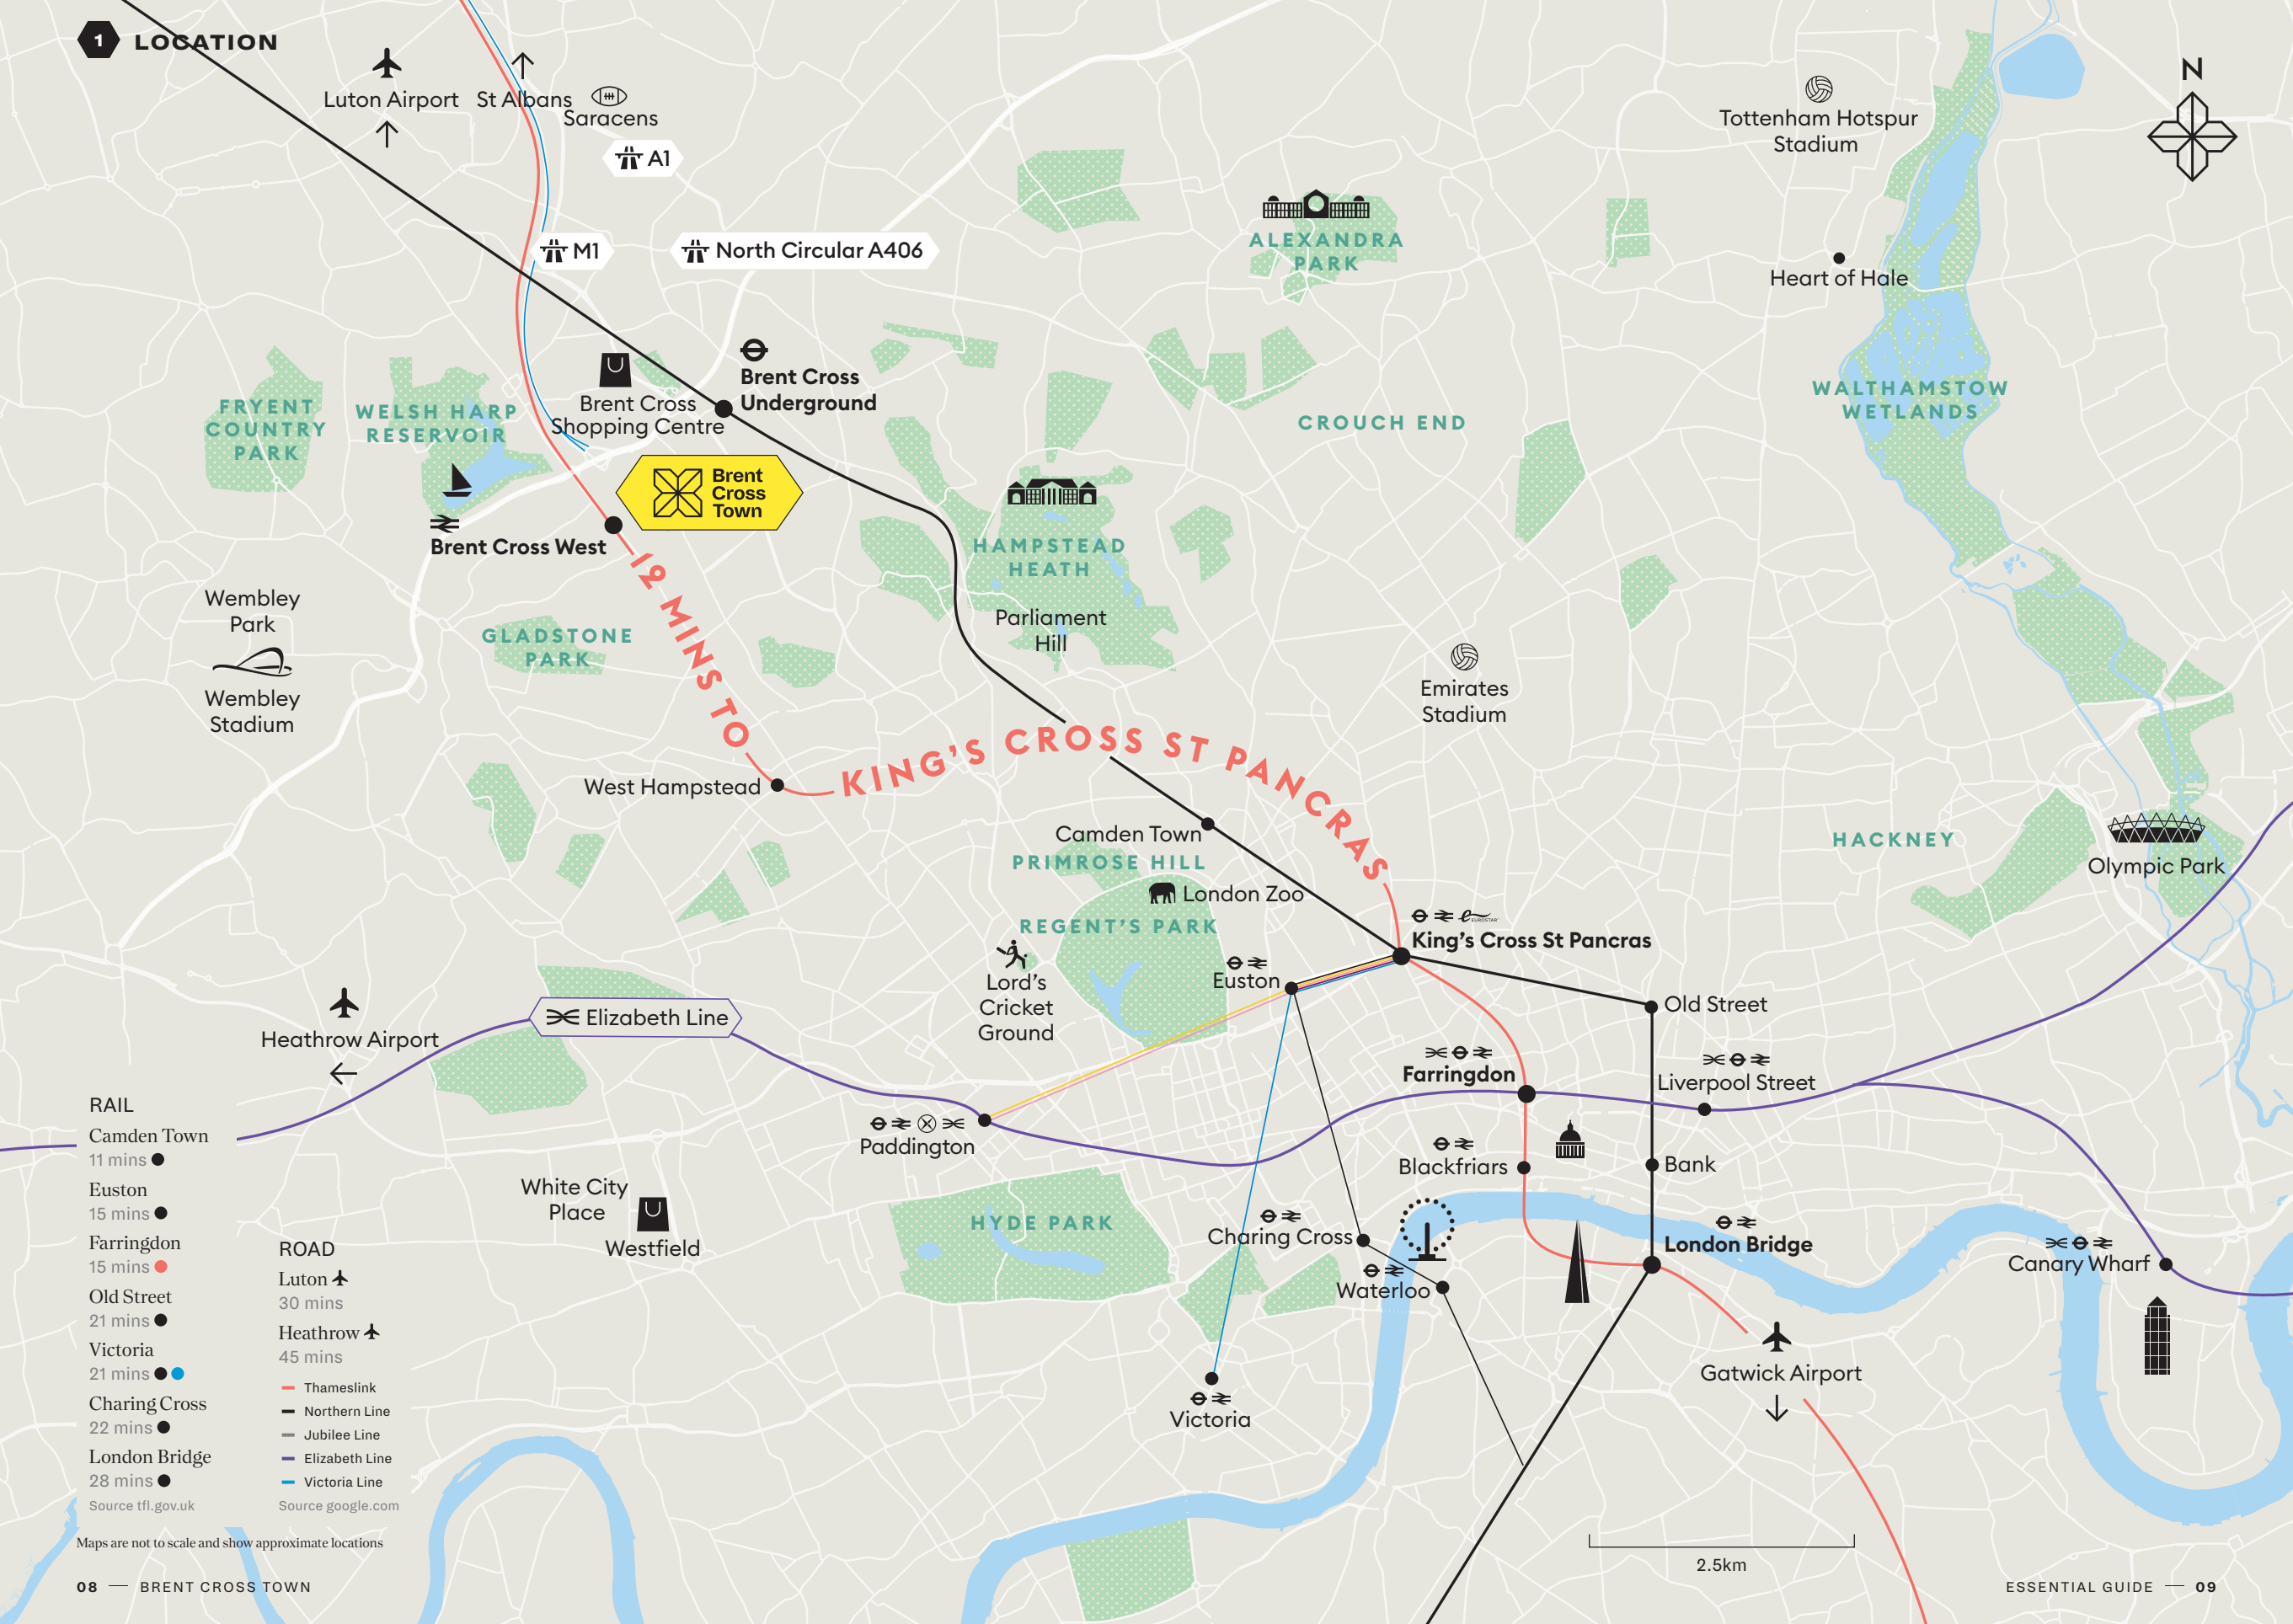 1 LOCATION
Luton Airport
St Albans
Saracens
A1
M1
North Circular A406
Tottenham Hotspur
Stadium
N
ALEXANDRA
PARK
Heart of Hale
Brent Cross
Underground
Brent Cross
Shopping Centre
FRYENT
COUNTRY
PARK
WELSH HARP
RESERVOIR
CROUCH END
WALTHAMSTOW
WETLANDS
Brent
Cross
Town
Brent Cross West
HAMPSTEAD
HEATH
Parliament
Hill
Wembley
Park
Wembley
Stadium
GLADSTONE
PARK
12 MINS TO
KING'S CROSS ST PANCRAS
Emirates
Stadium
West Hampstead
Camden Town
PRIMROSE HILL
London Zoo
REGENT'S PARK
HACKNEY
Olympic Park
EUROSTAR
King's Cross St Pancras
Lord's
Cricket
Ground
Euston
Old Street
Elizabeth Line
Heathrow Airport
Farringdon
Liverpool Street
Paddington
Blackfriars
Bank
White City
Place
Westfield
HYDE PARK
Charing Cross
Waterloo
London Bridge
Canary Wharf
Victoria
Gatwick Airport
RAIL
Camden Town
11 mins
Euston
15 mins
Farringdon
15 mins
Old Street
21 mins
Victoria
21 mins
Charing Cross
22 mins
London Bridge
28 mins
Source tfl.gov.uk
ROAD
Luton
30 mins
Heathrow
45 mins
Thameslink
Northern Line
Jubilee Line
Elizabeth Line
Victoria Line
Source google.com
Maps are not to scale and show approximate locations
2.5km
08 — BRENT CROSS TOWN
ESSENTIAL GUIDE — 09